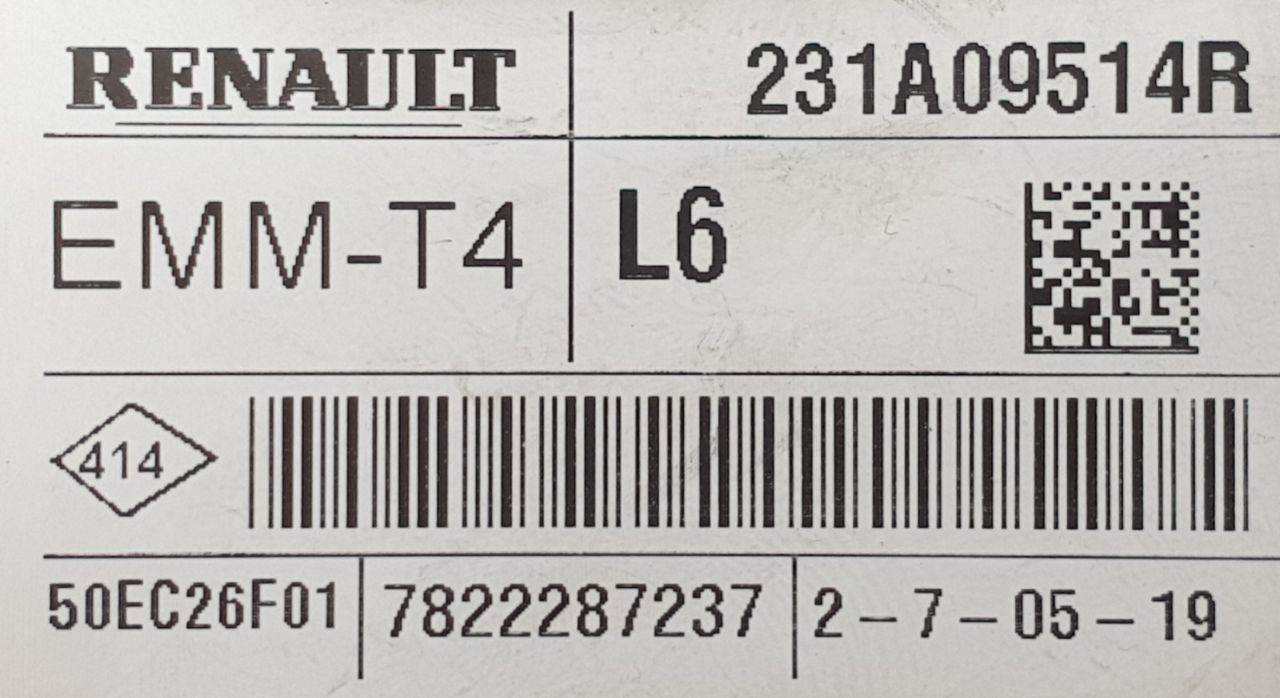 RENAULT
231A09514R
EMM-T4
L6
414
50EC26F01
7822287237
2-7-05-19